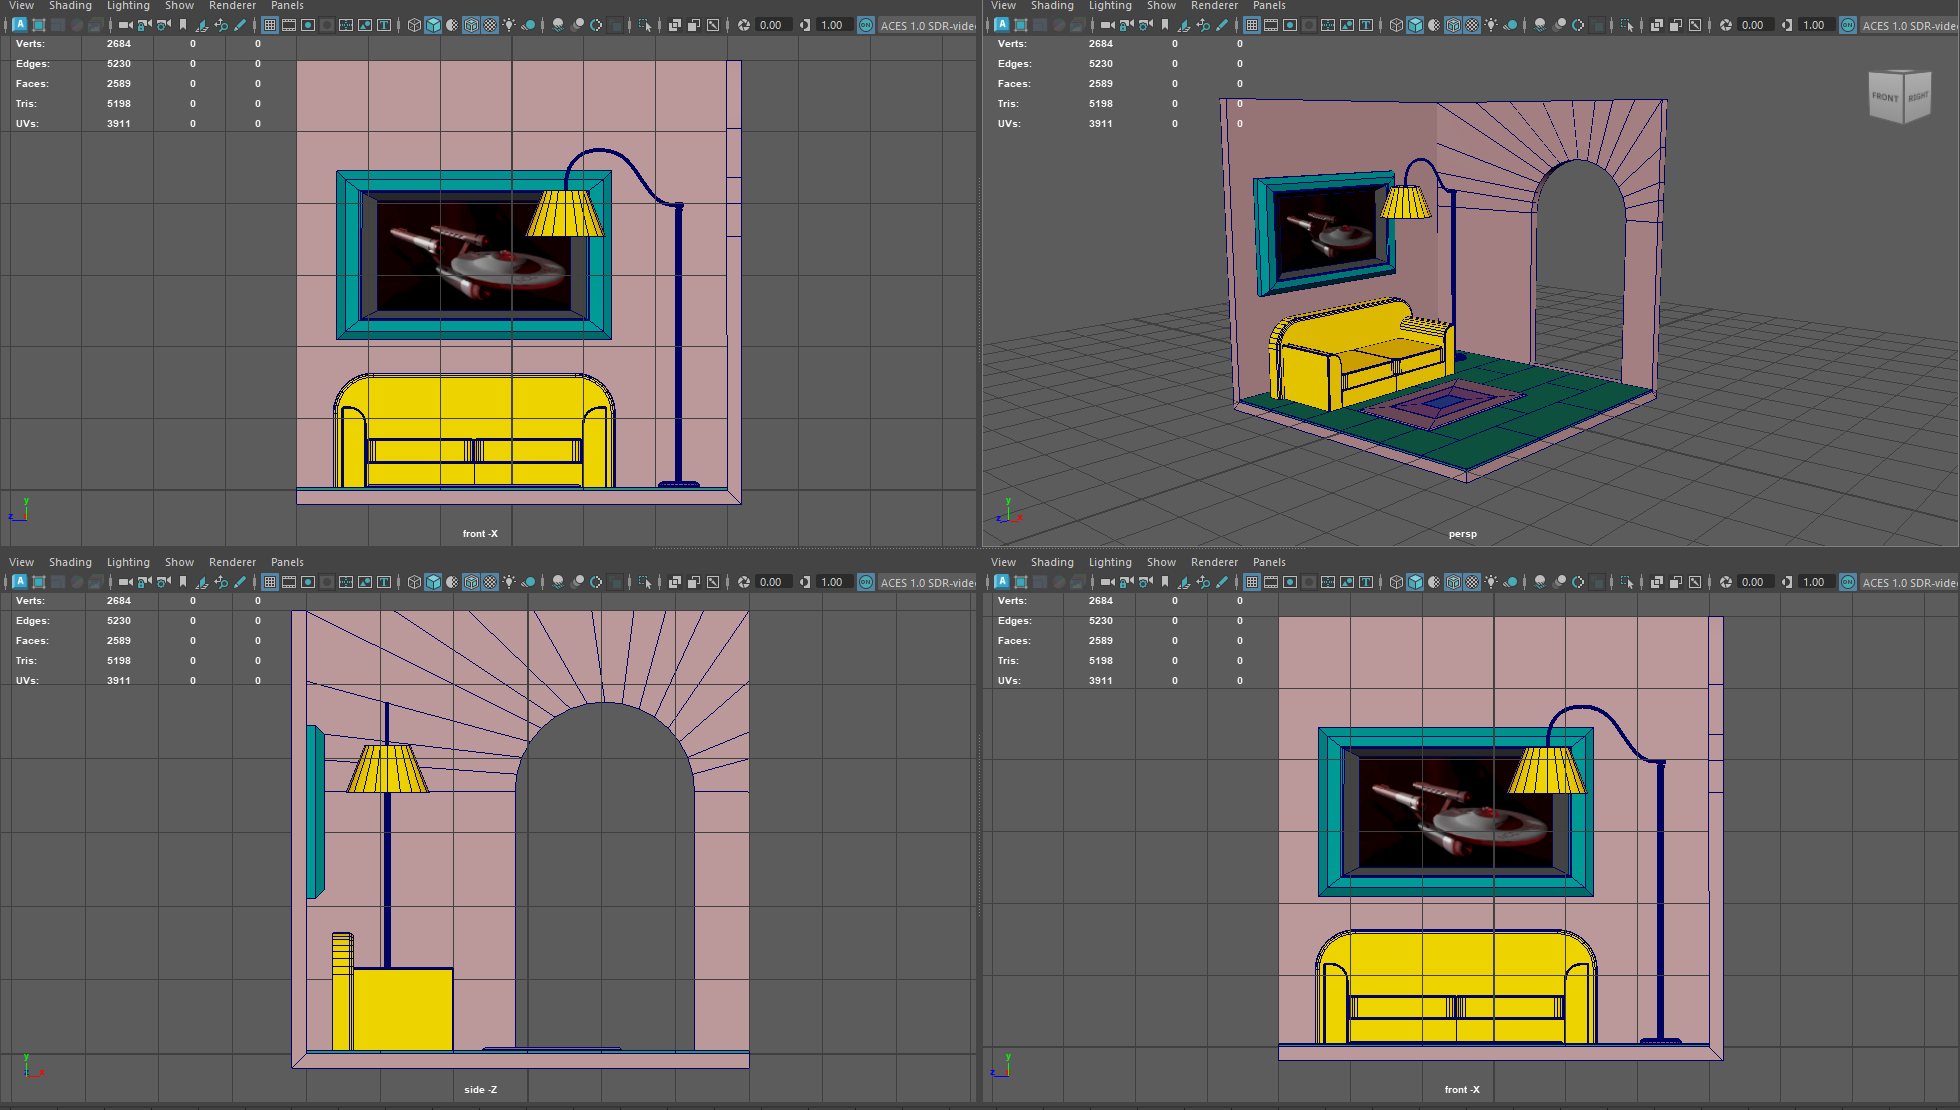 View Shading Lighting Show Renderer Panels
A 0.00 1.00 ON ACES 1.0 SDR-vide
Verts: 2684 0 0
Edges: 5230 0 0
Faces: 2589 0 0
Tris: 5198 0 0
UVs: 3911 0 0
y
z
front -X
View Shading Lighting Show Renderer Panels
A 0.00 1.00 ON ACES 1.0 SDR-vide
Verts: 2684 0 0
Edges: 5230 0 0
Faces: 2589 0 0
Tris: 5198 0 0
UVs: 3911 0 0
FRONT RIGHT
y
z x
persp
View Shading Lighting Show Renderer Panels
A 0.00 1.00 ON ACES 1.0 SDR-vide
Verts: 2684 0 0
Edges: 5230 0 0
Faces: 2589 0 0
Tris: 5198 0 0
UVs: 3911 0 0
y
z x
side -Z
View Shading Lighting Show Renderer Panels
A 0.00 1.00 ON ACES 1.0 SDR-vide
Verts: 2684 0 0
Edges: 5230 0 0
Faces: 2589 0 0
Tris: 5198 0 0
UVs: 3911 0 0
y
z
front -X